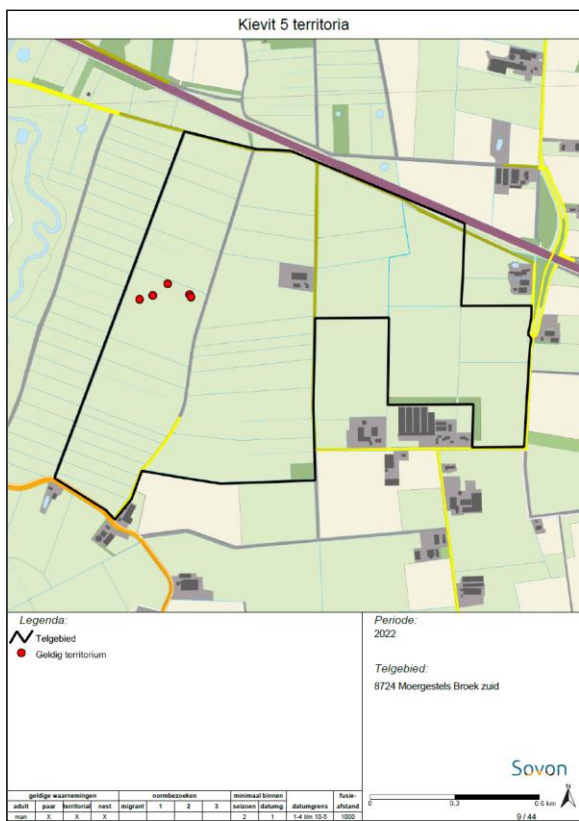 Kievit 5 territoria
Legenda:
Telgebied
Geldig territorium
Periode:
2022
Telgebied:
8724 Moergestels Broek zuid
Sovon
0 0.3 0.6 km
9 / 44
geldige waarnemingen normbezoeken minimaal binnen fusie-
adult paar territoriaal nest migrant 1 2 3 seizoen datumg. datumgrens afstand
man X X X 2 1 1-4 t/m 10-5 1000